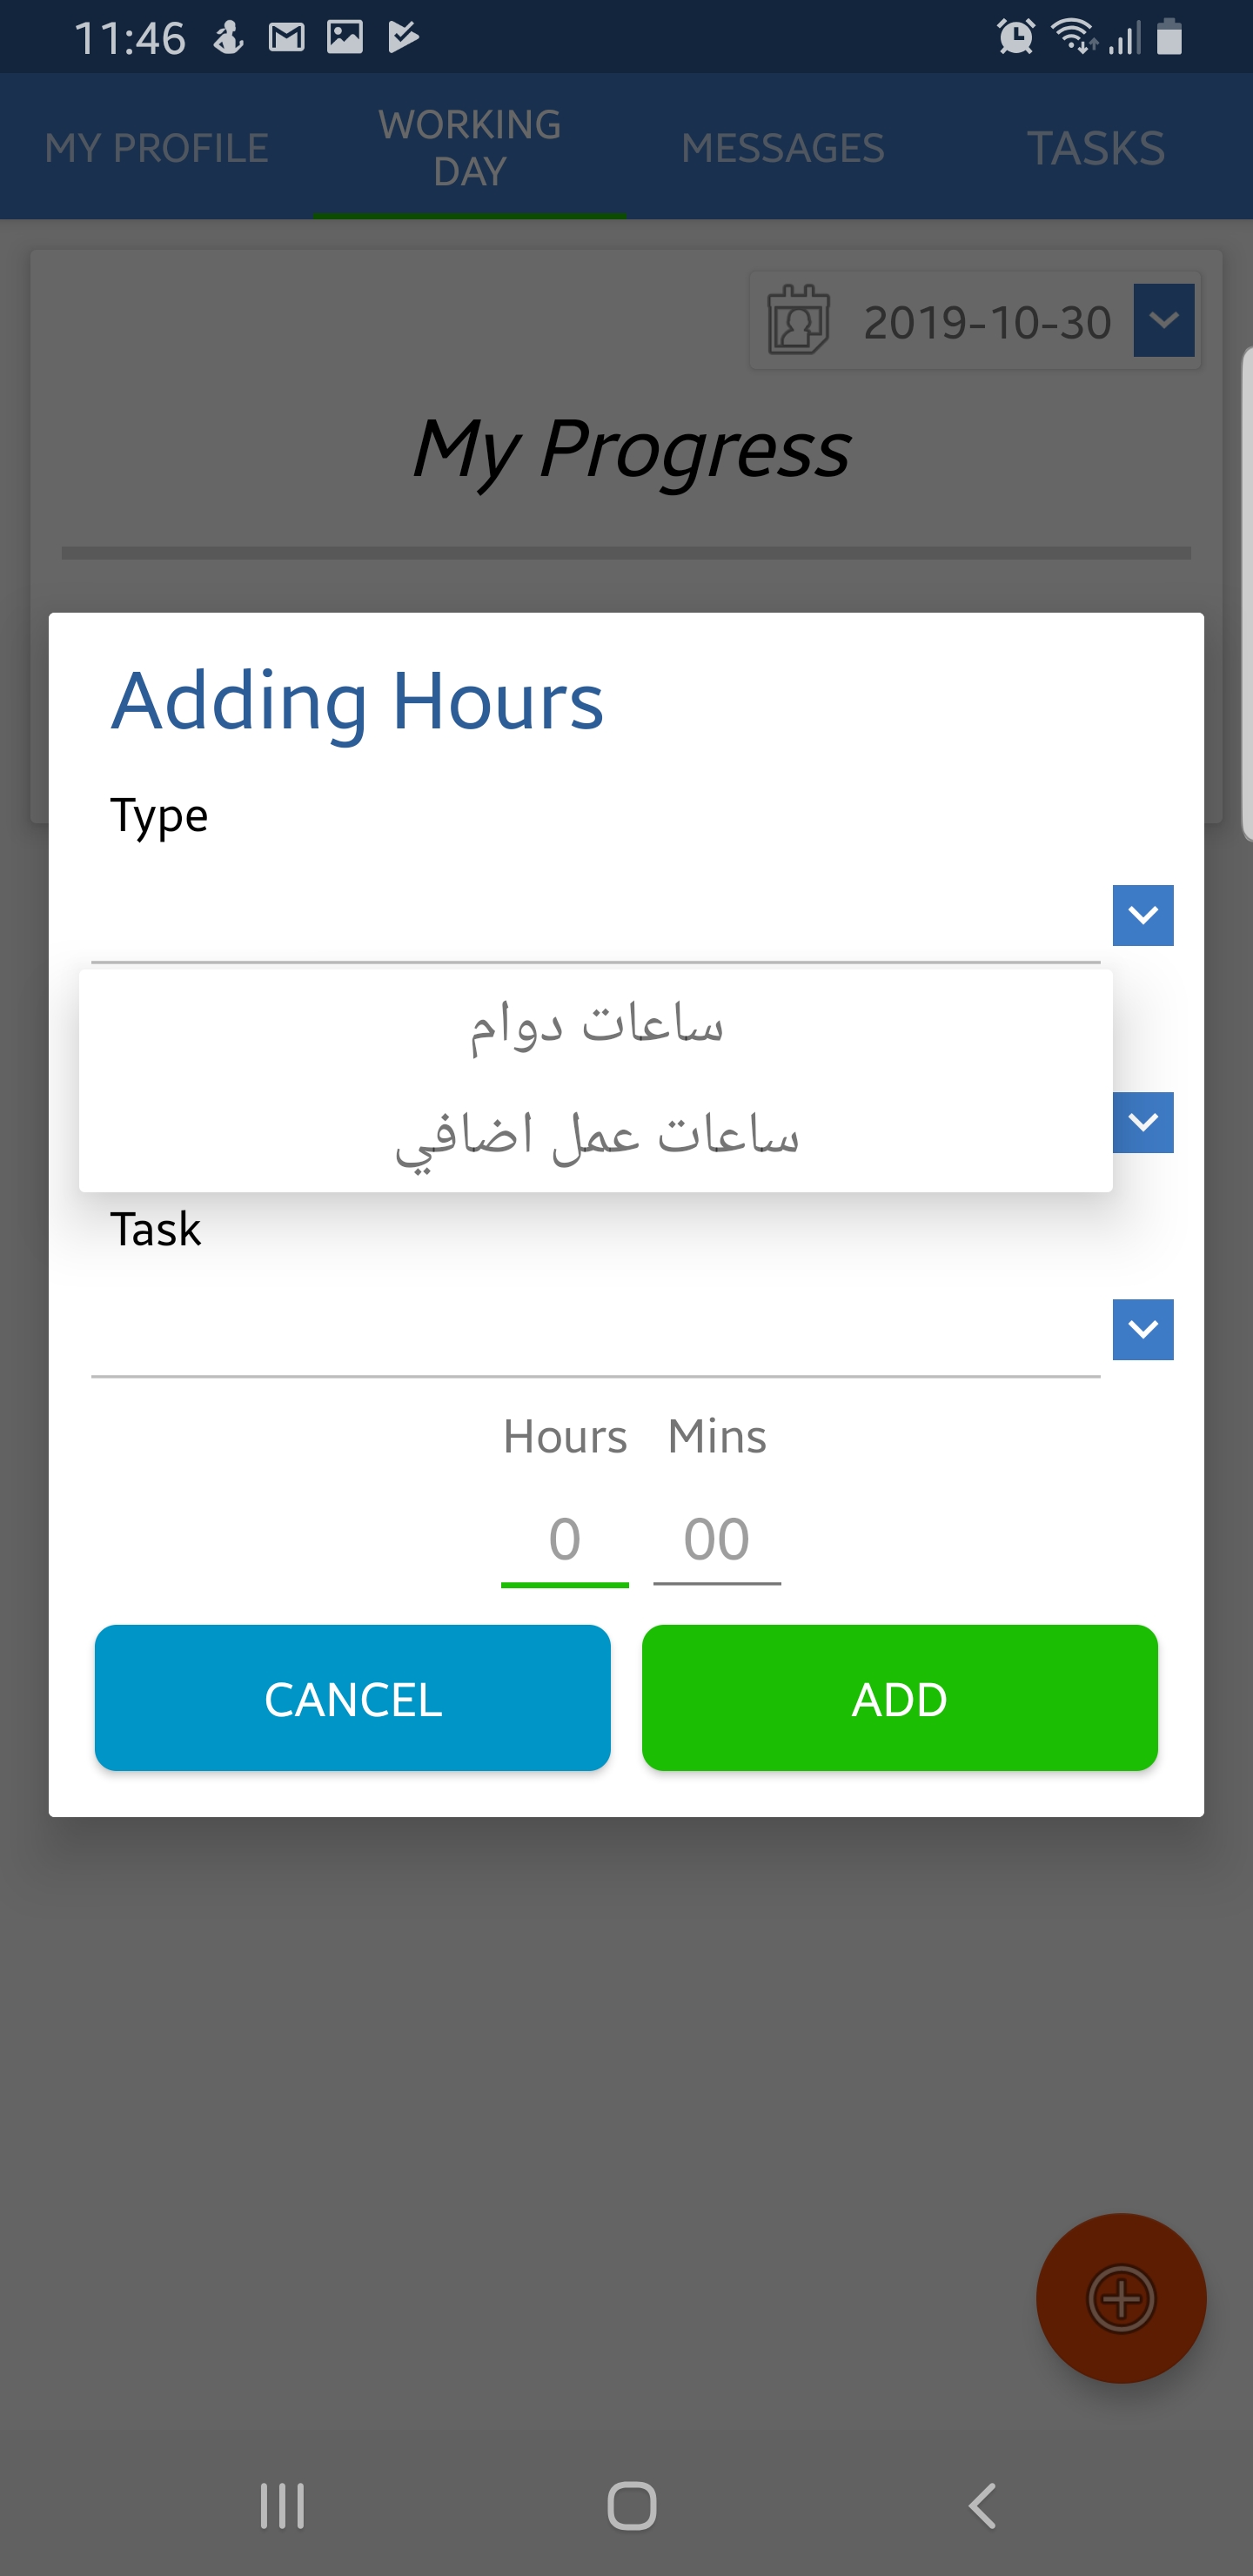 11:46
MY PROFILE
WORKING
DAY
MESSAGES
TASKS
2019-10-30
My Progress
Adding Hours
Type
ساعات دوام
ساعات عمل اضافي
Task
Hours Mins
0 00
CANCEL ADD